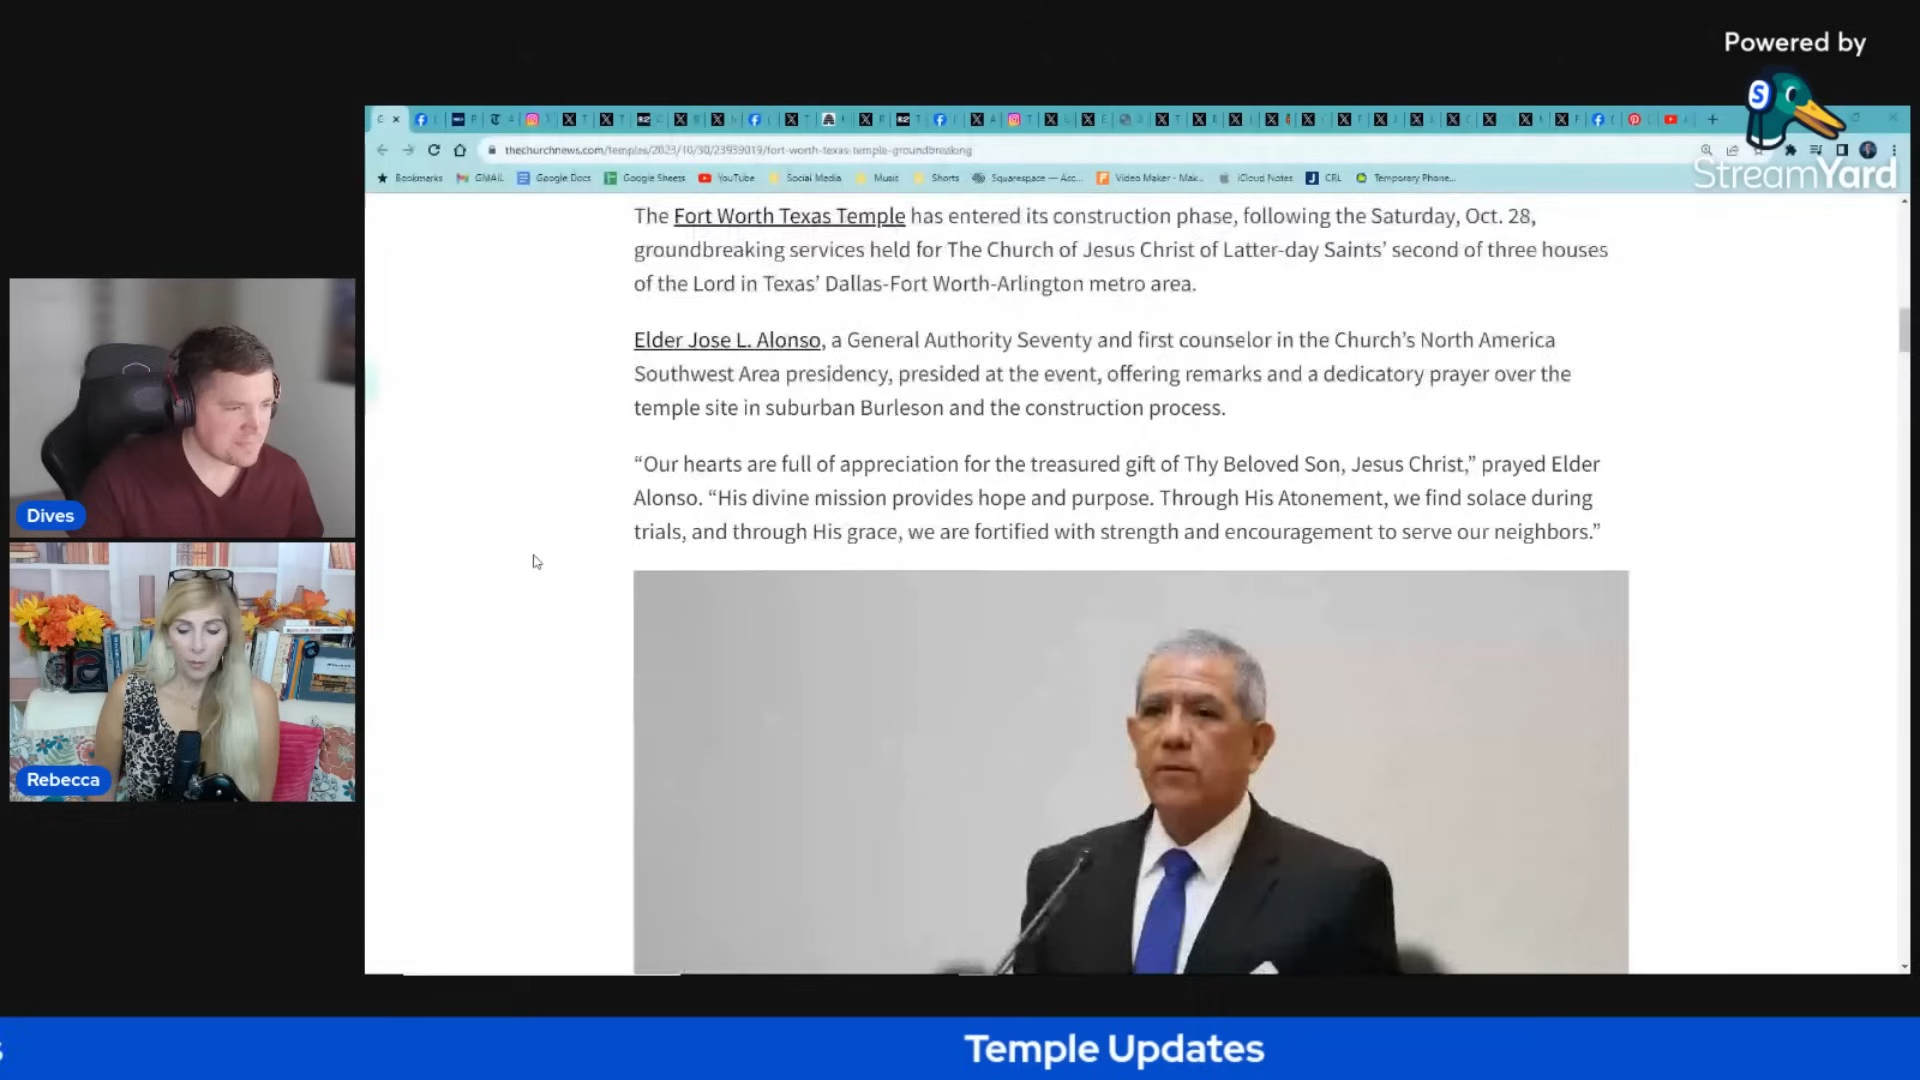 Powered by
StreamYard
thechurchnews.com/temples/2023/10/30/23939019/fort-worth-texas-temple-groundbreaking
Bookmarks GMAIL Google Docs Google Sheets YouTube Social Media Music Shorts Squarespace — Acc... Video Maker - Mak... iCloud Notes CRL Temporary Phone...
The Fort Worth Texas Temple has entered its construction phase, following the Saturday, Oct. 28,
groundbreaking services held for The Church of Jesus Christ of Latter-day Saints’ second of three houses
of the Lord in Texas’ Dallas-Fort Worth-Arlington metro area.
Elder Jose L. Alonso, a General Authority Seventy and first counselor in the Church’s North America
Southwest Area presidency, presided at the event, offering remarks and a dedicatory prayer over the
temple site in suburban Burleson and the construction process.
“Our hearts are full of appreciation for the treasured gift of Thy Beloved Son, Jesus Christ,” prayed Elder
Alonso. “His divine mission provides hope and purpose. Through His Atonement, we find solace during
trials, and through His grace, we are fortified with strength and encouragement to serve our neighbors.”
Dives
Rebecca
Temple Updates